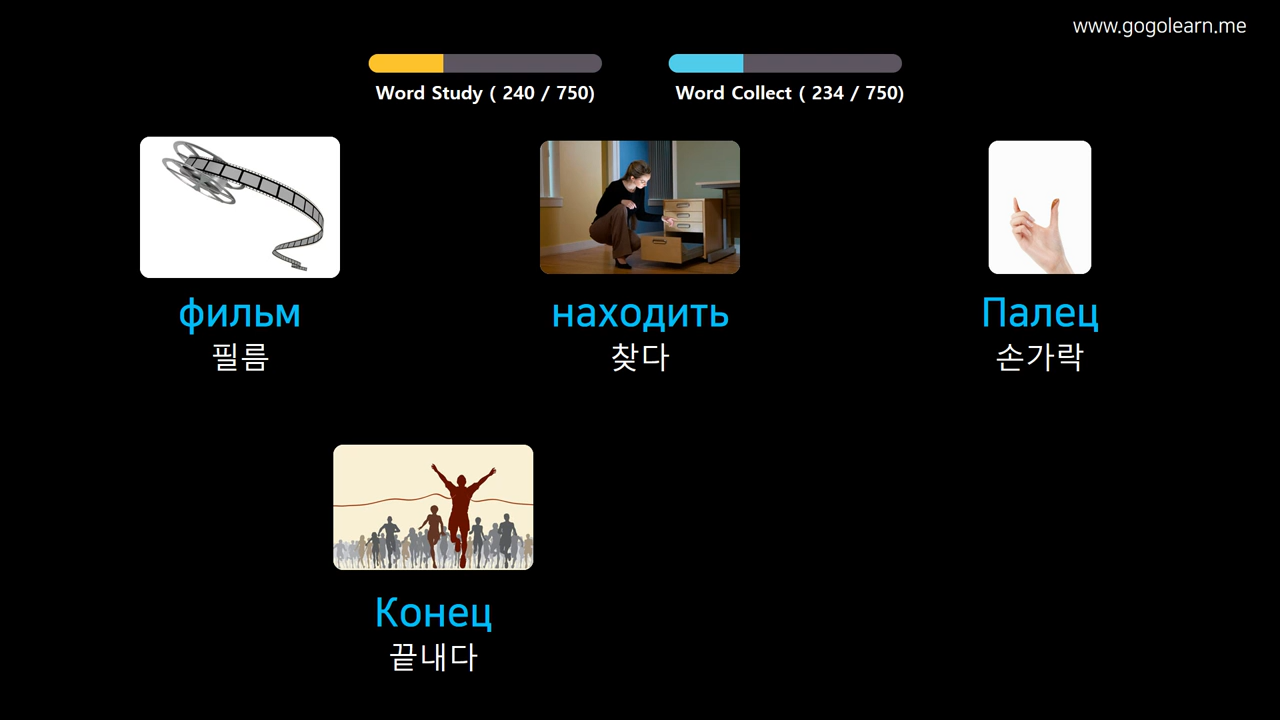 www.gogolearn.me
Word Study ( 240 / 750)
Word Collect ( 234 / 750)
фильм
필름
находить
찾다
Палец
손가락
Конец
끝내다